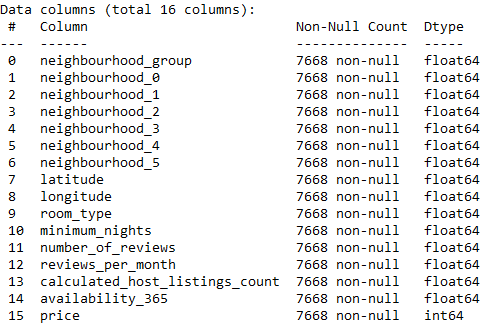 Data columns (total 16 columns):
 #   Column                          Non-Null Count  Dtype
---  ------                          --------------  -----
 0   neighbourhood_group             7668 non-null   float64
 1   neighbourhood_0                 7668 non-null   float64
 2   neighbourhood_1                 7668 non-null   float64
 3   neighbourhood_2                 7668 non-null   float64
 4   neighbourhood_3                 7668 non-null   float64
 5   neighbourhood_4                 7668 non-null   float64
 6   neighbourhood_5                 7668 non-null   float64
 7   latitude                        7668 non-null   float64
 8   longitude                       7668 non-null   float64
 9   room_type                       7668 non-null   float64
 10  minimum_nights                  7668 non-null   float64
 11  number_of_reviews               7668 non-null   float64
 12  reviews_per_month               7668 non-null   float64
 13  calculated_host_listings_count  7668 non-null   float64
 14  availability_365                7668 non-null   float64
 15  price                           7668 non-null   int64